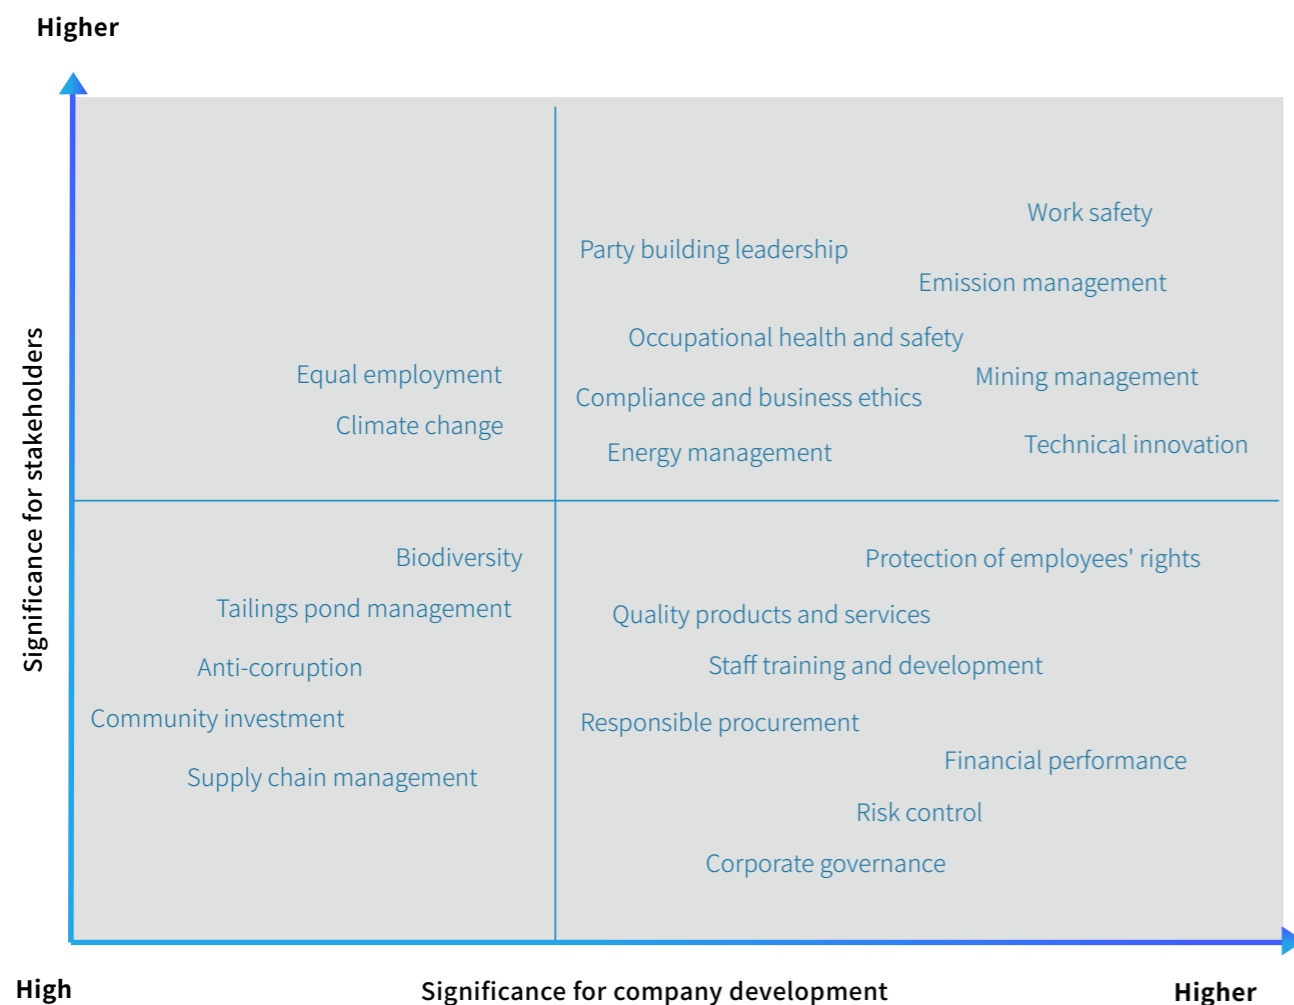 Higher
Significance for stakeholders
Work safety
Party building leadership
Emission management
Occupational health and safety
Equal employment
Mining management
Compliance and business ethics
Climate change
Technical innovation
Energy management
Biodiversity
Protection of employees' rights
Tailings pond management
Quality products and services
Anti-corruption
Staff training and development
Community investment
Responsible procurement
Financial performance
Supply chain management
Risk control
Corporate governance
High
Significance for company development
Higher